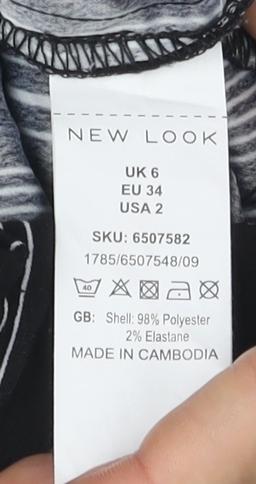 NEW LOOK
UK 6
EU 34
USA 2
SKU: 6507582
1785/6507548/09
40
GB: Shell: 98% Polyester
2% Elastane
MADE IN CAMBODIA